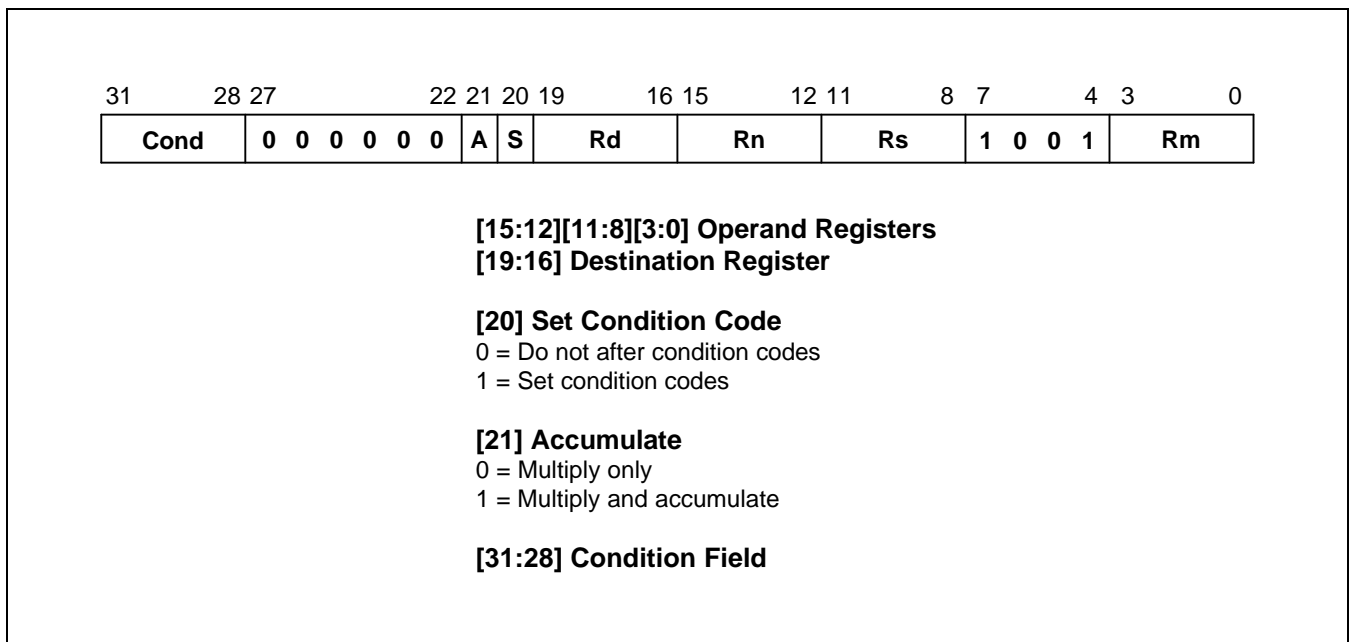 31 28 27 22 21 20 19 16 15 12 11 8 7 4 3 0
Cond 0 0 0 0 0 0 A S Rd Rn Rs 1 0 0 1 Rm
[15:12][11:8][3:0] Operand Registers
[19:16] Destination Register
[20] Set Condition Code
0 = Do not after condition codes
1 = Set condition codes
[21] Accumulate
0 = Multiply only
1 = Multiply and accumulate
[31:28] Condition Field